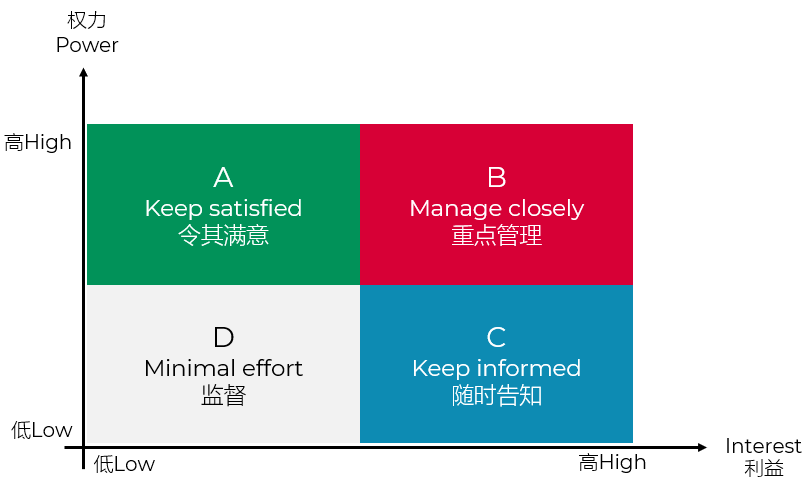 权力
Power
高High
A
Keep satisfied
令其满意
B
Manage closely
重点管理
D
Minimal effort
监督
C
Keep informed
随时告知
低Low
低Low
高High
Interest
利益